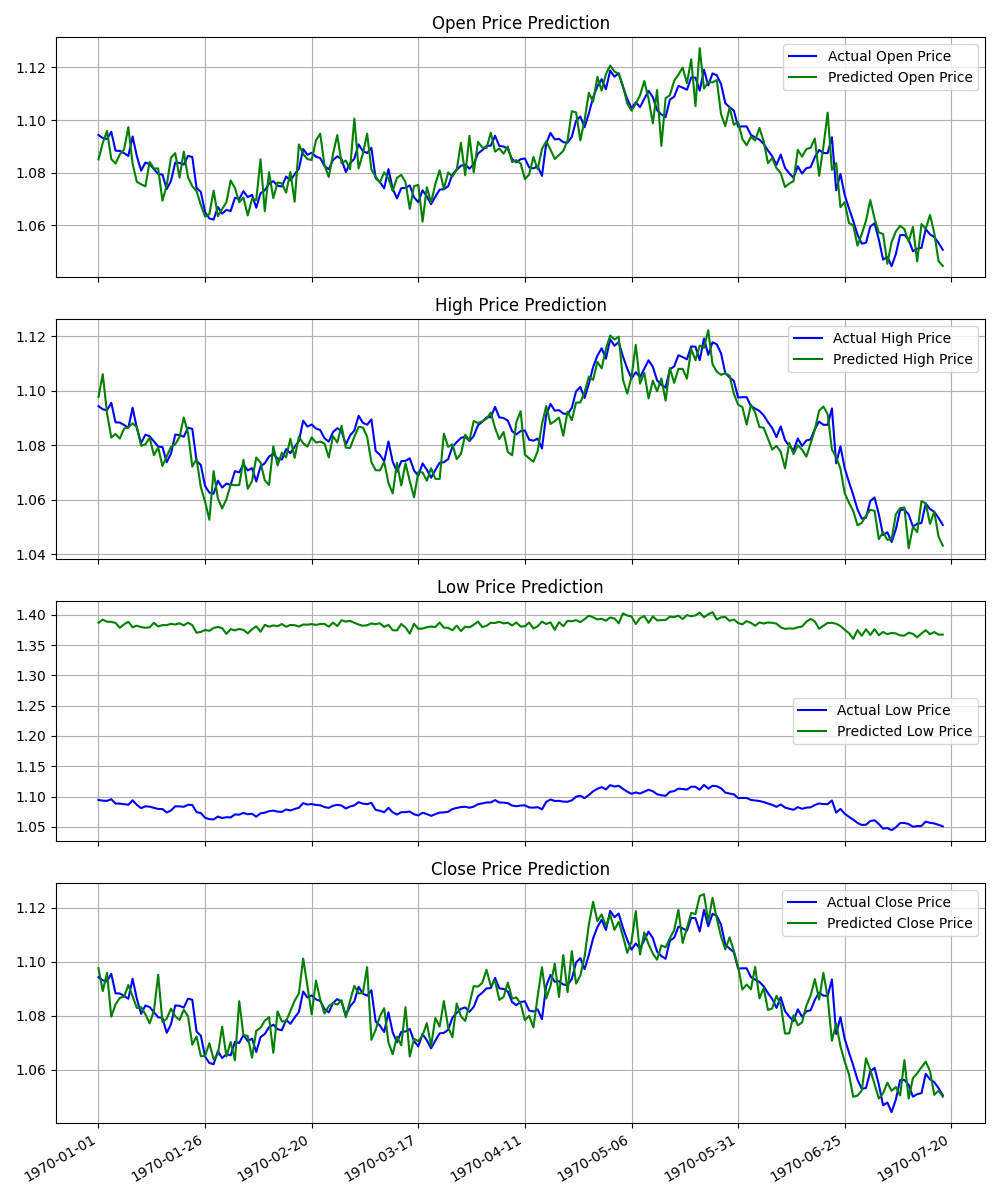 Open Price Prediction
1.12
1.10
1.08
1.06
Actual Open Price
Predicted Open Price
High Price Prediction
1.12
1.10
1.08
1.06
1.04
Actual High Price
Predicted High Price
Low Price Prediction
1.40
1.35
1.30
1.25
1.20
1.15
1.10
1.05
Actual Low Price
Predicted Low Price
Close Price Prediction
1.12
1.10
1.08
1.06
Actual Close Price
Predicted Close Price
1970-01-01
1970-01-26
1970-02-20
1970-03-17
1970-04-11
1970-05-06
1970-05-31
1970-06-25
1970-07-20